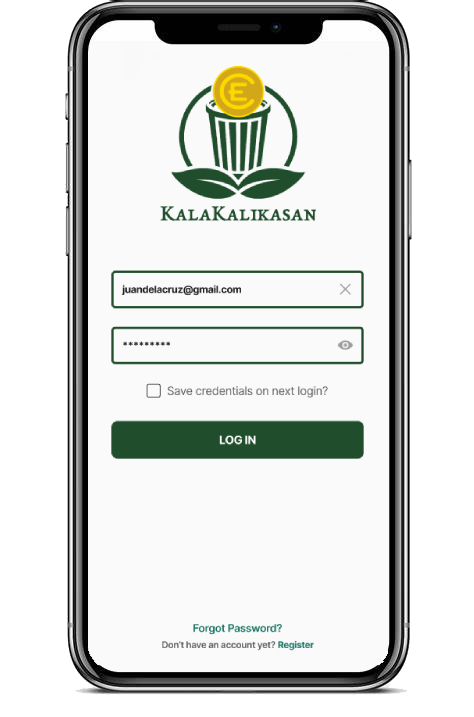 KALAKALIKASAN
juandelacruz@gmail.com
*********
Save credentials on next login?
LOG IN
Forgot Password?
Don't have an account yet? Register